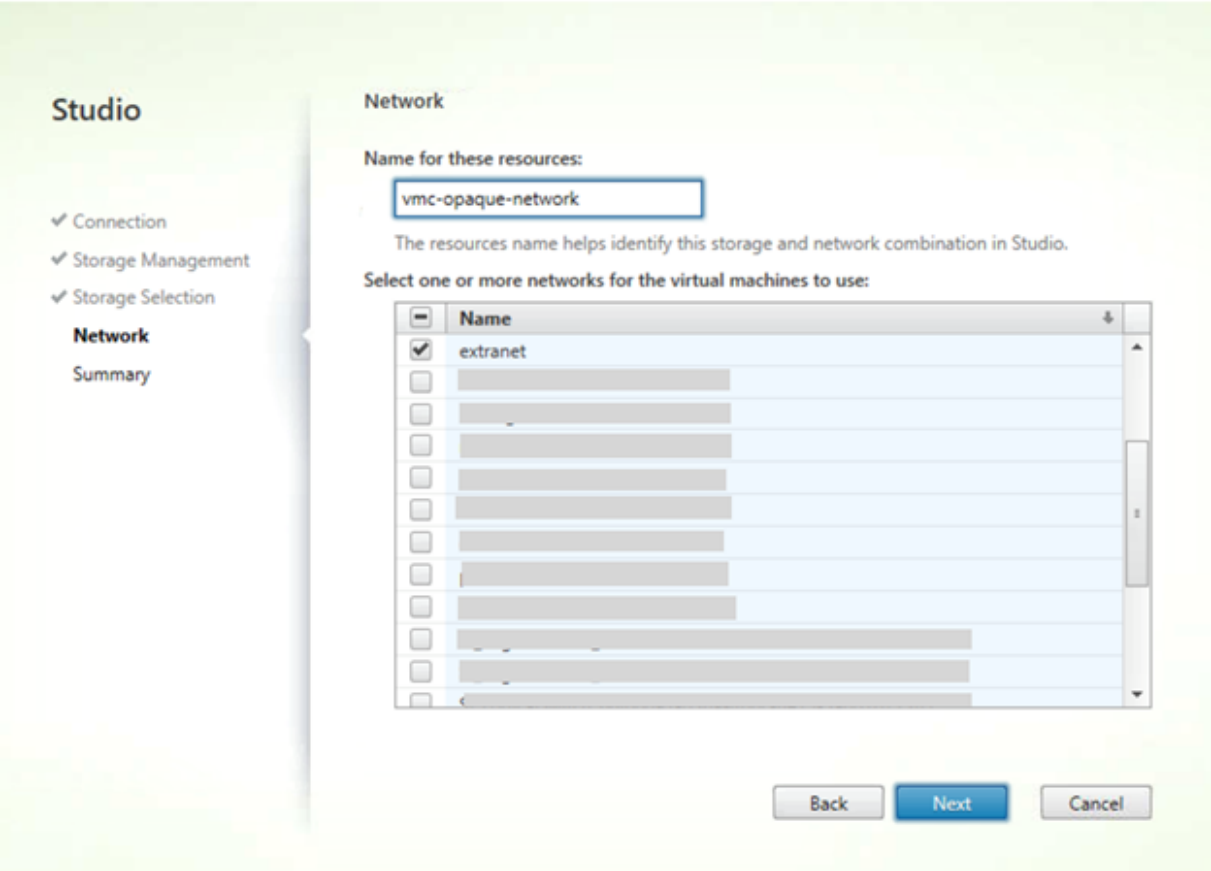 Studio
Connection
Storage Management
Storage Selection
Network
Summary
Network
Name for these resources:
vmc-opaque-network
The resources name helps identify this storage and network combination in Studio.
Select one or more networks for the virtual machines to use:
Name
extranet
Back
Next
Cancel